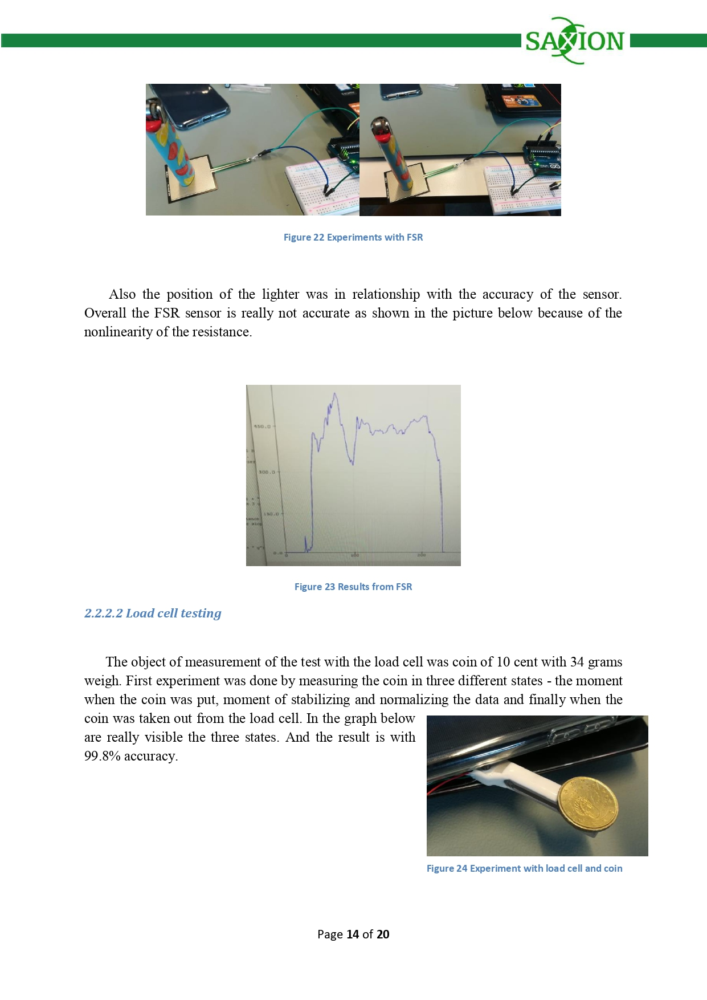 SAXION
Figure 22 Experiments with FSR
Also the position of the lighter was in relationship with the accuracy of the sensor.
Overall the FSR sensor is really not accurate as shown in the picture below because of the
nonlinearity of the resistance.
450.0
300.0
150.0
0.0
0 100 200
Figure 23 Results from FSR
2.2.2.2 Load cell testing
The object of measurement of the test with the load cell was coin of 10 cent with 34 grams
weigh. First experiment was done by measuring the coin in three different states - the moment
when the coin was put, moment of stabilizing and normalizing the data and finally when the
coin was taken out from the load cell. In the graph below
are really visible the three states. And the result is with
99.8% accuracy.
Figure 24 Experiment with load cell and coin
Page 14 of 20